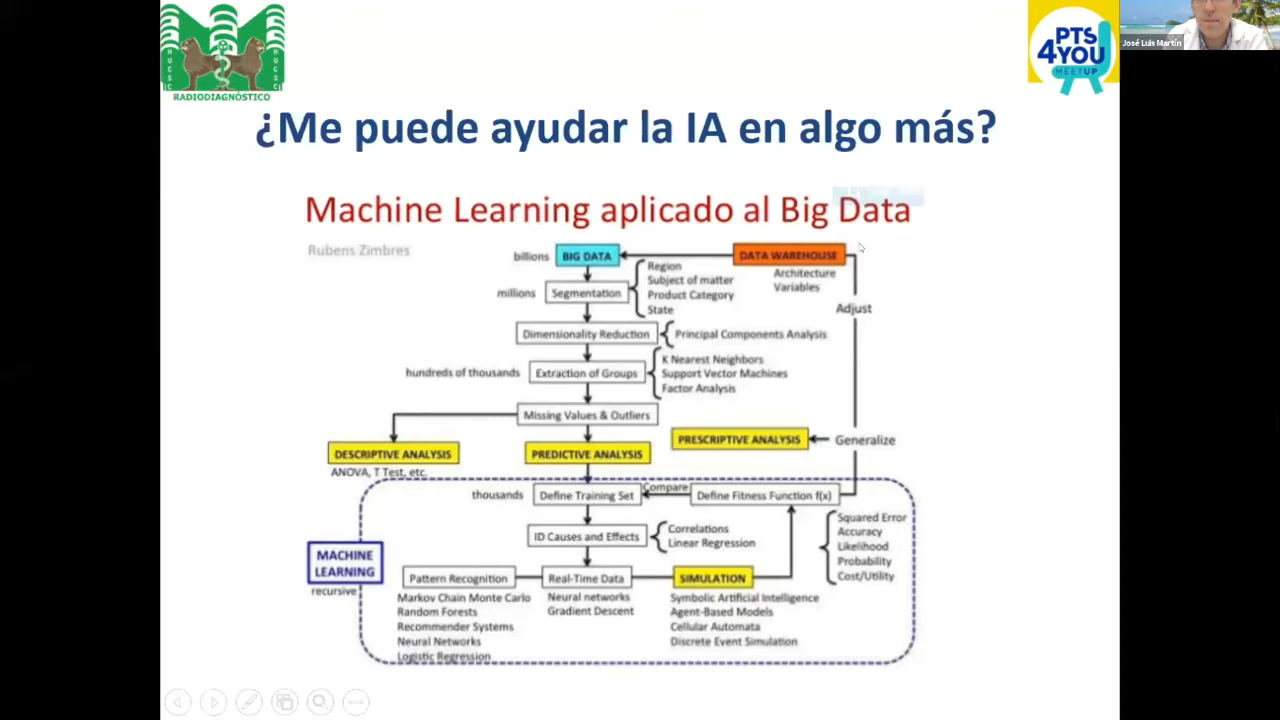 HUCSC
HUCSC
RADIODIAGNÓSTICO
PTS
4YOU
MEETUP
José Luis Martín
¿Me puede ayudar la IA en algo más?
Machine Learning aplicado al Big Data
Rubens Zimbres
billions
BIG DATA
DATA WAREHOUSE
Architecture
Variables
Adjust
millions
Segmentation
Region
Subject of matter
Product Category
State
Dimensionality Reduction
Principal Components Analysis
hundreds of thousands
Extraction of Groups
K Nearest Neighbors
Support Vector Machines
Factor Analysis
Missing Values & Outliers
DESCRIPTIVE ANALYSIS
ANOVA, T Test, etc.
PREDICTIVE ANALYSIS
PRESCRIPTIVE ANALYSIS
Generalize
thousands
Define Training Set
Compare
Define Fitness Function f(x)
Squared Error
Accuracy
Likelihood
Probability
Cost/Utility
ID Causes and Effects
Correlations
Linear Regression
MACHINE
LEARNING
recursive
Pattern Recognition
Markov Chain Monte Carlo
Random Forests
Recommender Systems
Neural Networks
Logistic Regression
Real-Time Data
Neural networks
Gradient Descent
SIMULATION
Symbolic Artificial Intelligence
Agent-Based Models
Cellular Automata
Discrete Event Simulation